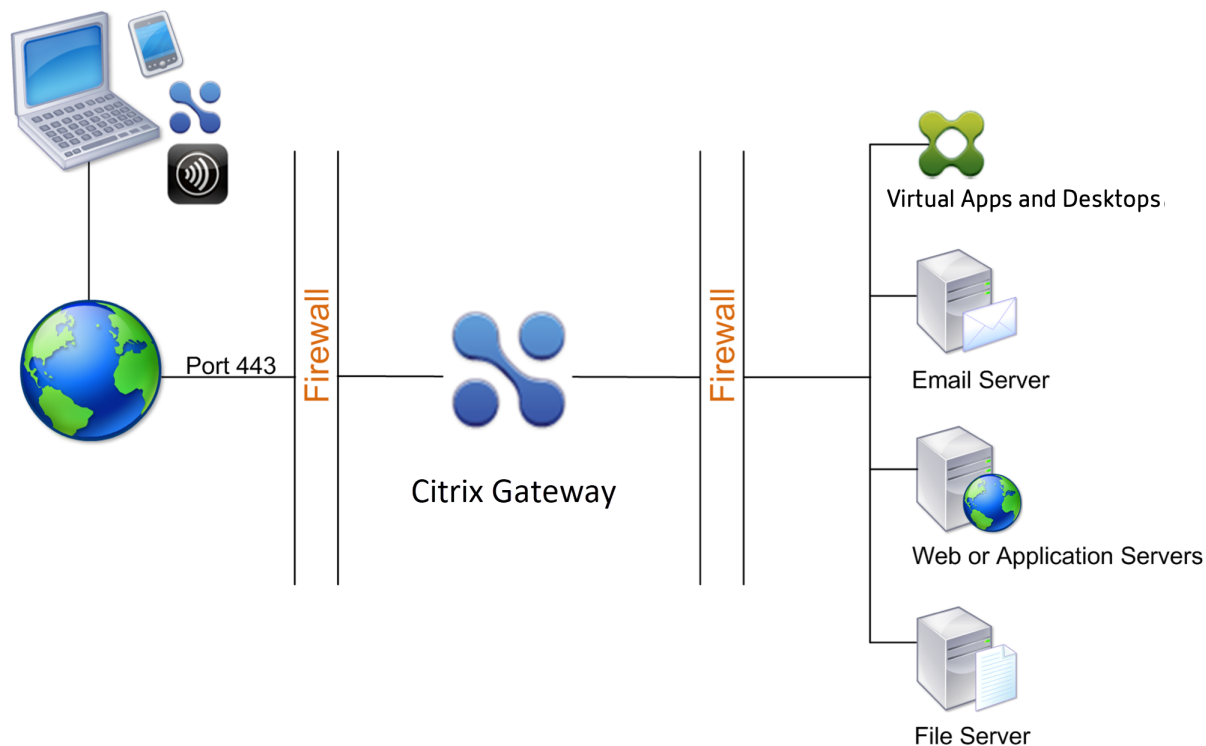 Port 443
Firewall
Citrix Gateway
Firewall
Virtual Apps and Desktops
Email Server
Web or Application Servers
File Server